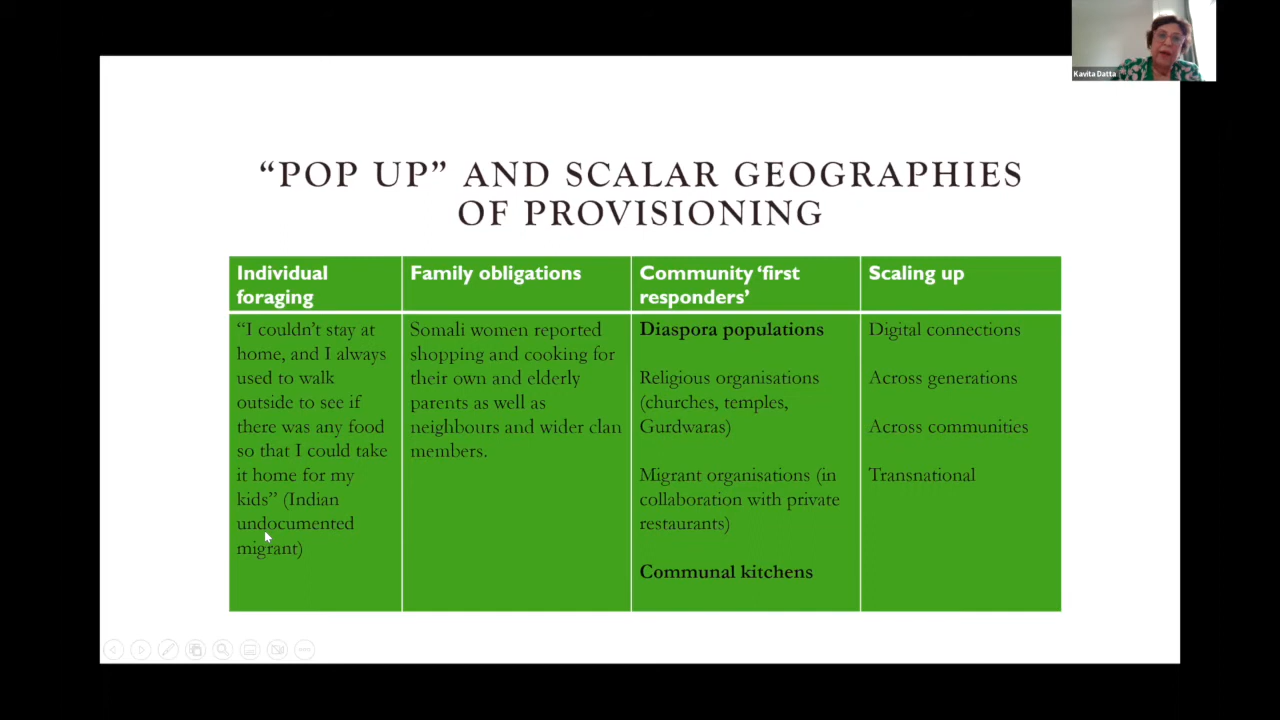 Kavita Datta
“POP UP” AND SCALAR GEOGRAPHIES
OF PROVISIONING
Individual
foraging
“I couldn’t stay at
home, and I always
used to walk
outside to see if
there was any food
so that I could take
it home for my
kids” (Indian
undocumented
migrant)
Family obligations
Somali women reported
shopping and cooking for
their own and elderly
parents as well as
neighbours and wider clan
members.
Community ‘first
responders’
Diaspora populations
Religious organisations
(churches, temples,
Gurdwaras)
Migrant organisations (in
collaboration with private
restaurants)
Communal kitchens
Scaling up
Digital connections
Across generations
Across communities
Transnational